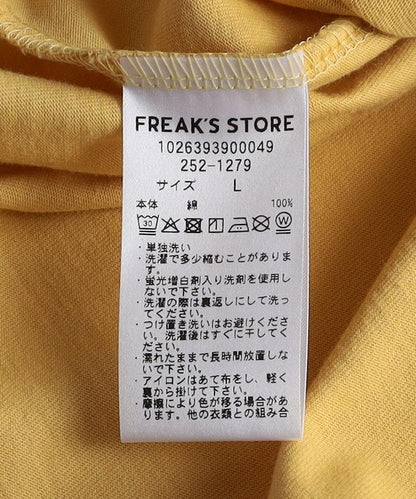 FREAK'S STORE
1026393900049
252-1279
サイズ L
本体 綿 100%
30 W
・単独洗い
・洗濯で多少縮むことがありま
す。
・蛍光増白剤入り洗剤を使用し
ないで下さい。
・洗濯の際は裏返しにして洗っ
てください。
・つけ置き洗いはお避けくださ
い。洗濯後はすぐに干してく
ださい。
・濡れたままで長時間放置しな
いで下さい。
・アイロンはあて布をし、軽く
裏から掛けて下さい。
・摩擦により色が移る場合があ
ります。他の衣類との組み合